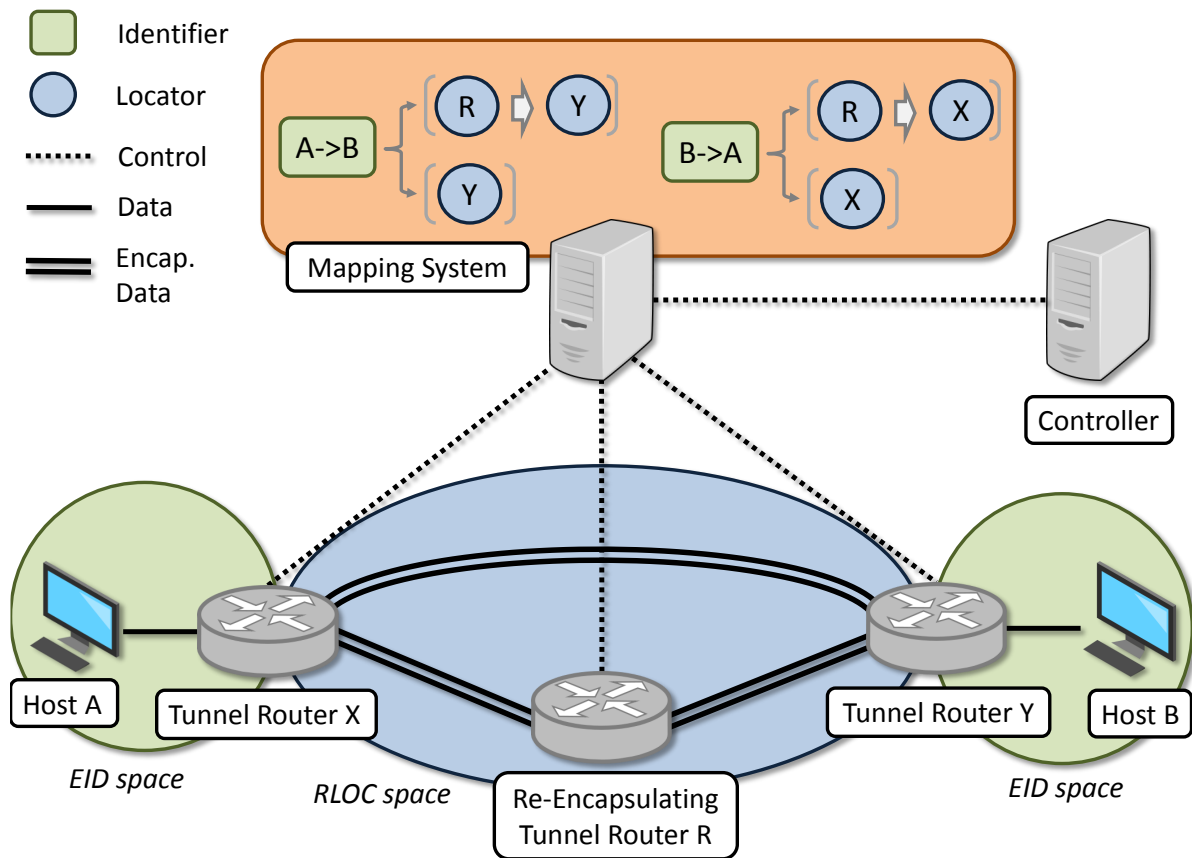 Identifier
Locator
Control
Data
Encap.
Data
A->B
R
Y
Y
B->A
R
X
X
Mapping System
Controller
Host A
Tunnel Router X
Tunnel Router Y
Host B
EID space
RLOC space
Re-Encapsulating
Tunnel Router R
EID space